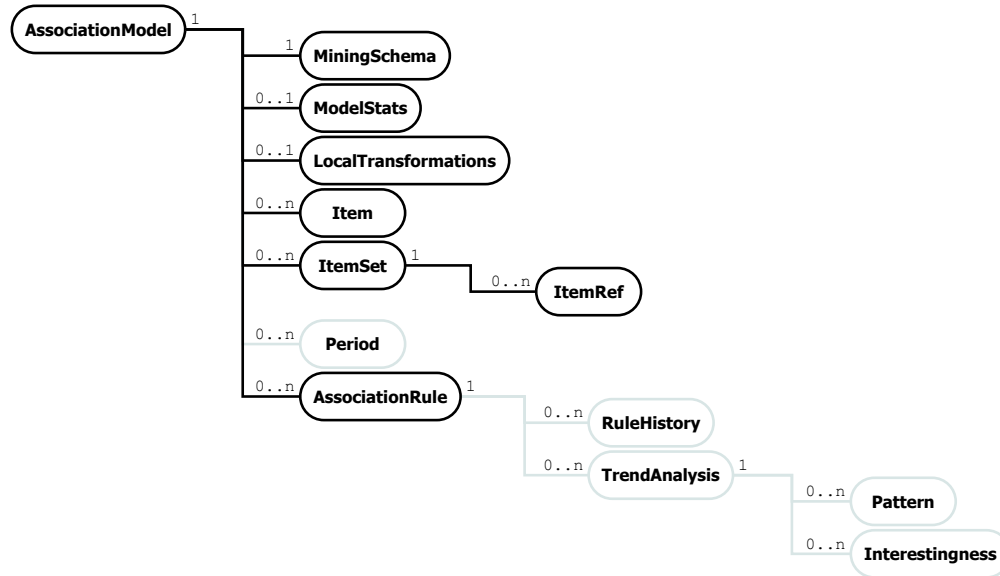 AssociationModel 1
1 MiningSchema
0..1 ModelStats
0..1 LocalTransformations
0..n Item
0..n ItemSet 1
0..n ItemRef
0..n Period
0..n AssociationRule 1
0..n RuleHistory
0..n TrendAnalysis 1
0..n Pattern
0..n Interestingness